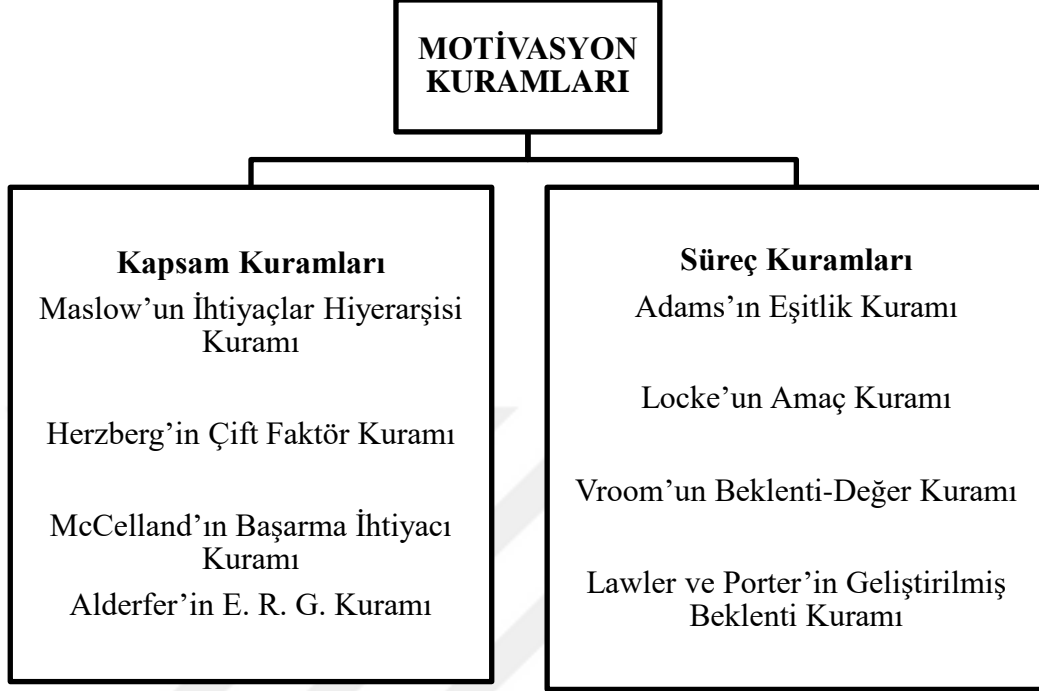 MOTİVASYON
KURAMLARI
Kapsam Kuramları
Maslow’un İhtiyaçlar Hiyerarşisi
Kuramı
Herzberg’in Çift Faktör Kuramı
McCelland’ın Başarma İhtiyacı
Kuramı
Alderfer’in E. R. G. Kuramı
Süreç Kuramları
Adams’ın Eşitlik Kuramı
Locke’un Amaç Kuramı
Vroom’un Beklenti-Değer Kuramı
Lawler ve Porter’in Geliştirilmiş
Beklenti Kuramı